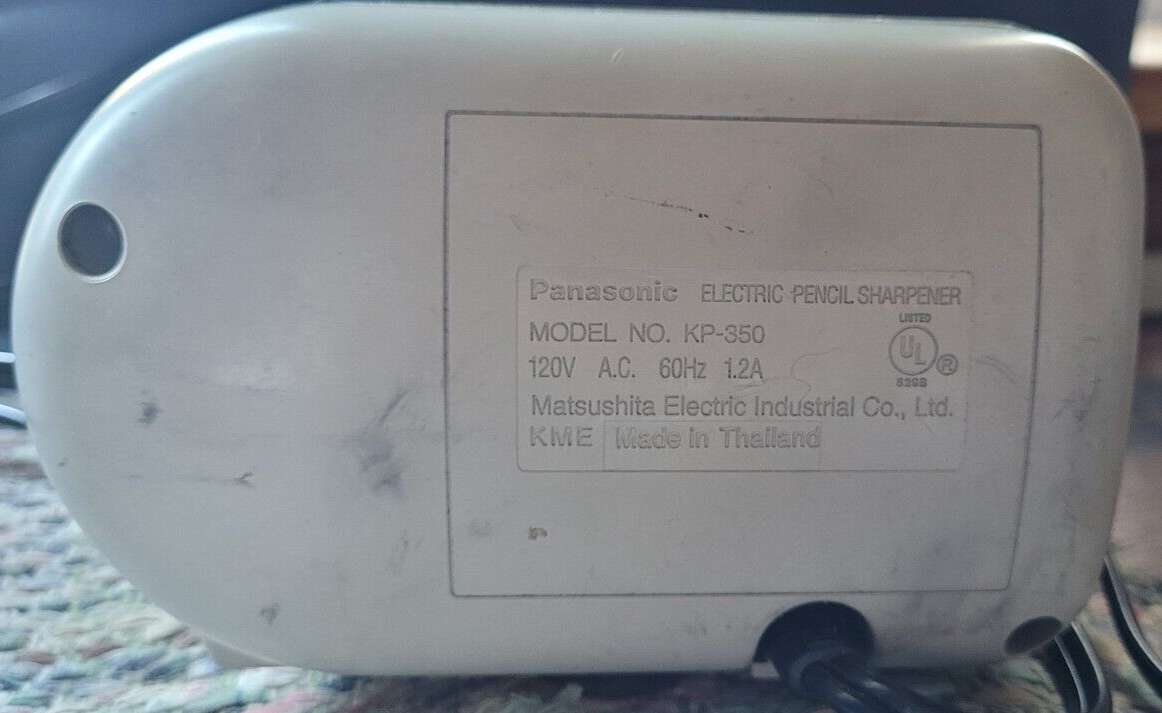 Panasonic ELECTRIC PENCIL SHARPENER
MODEL NO. KP-350
120V A.C. 60Hz 1.2A
LISTED
UL ®
829B
Matsushita Electric Industrial Co., Ltd.
KME Made in Thailand